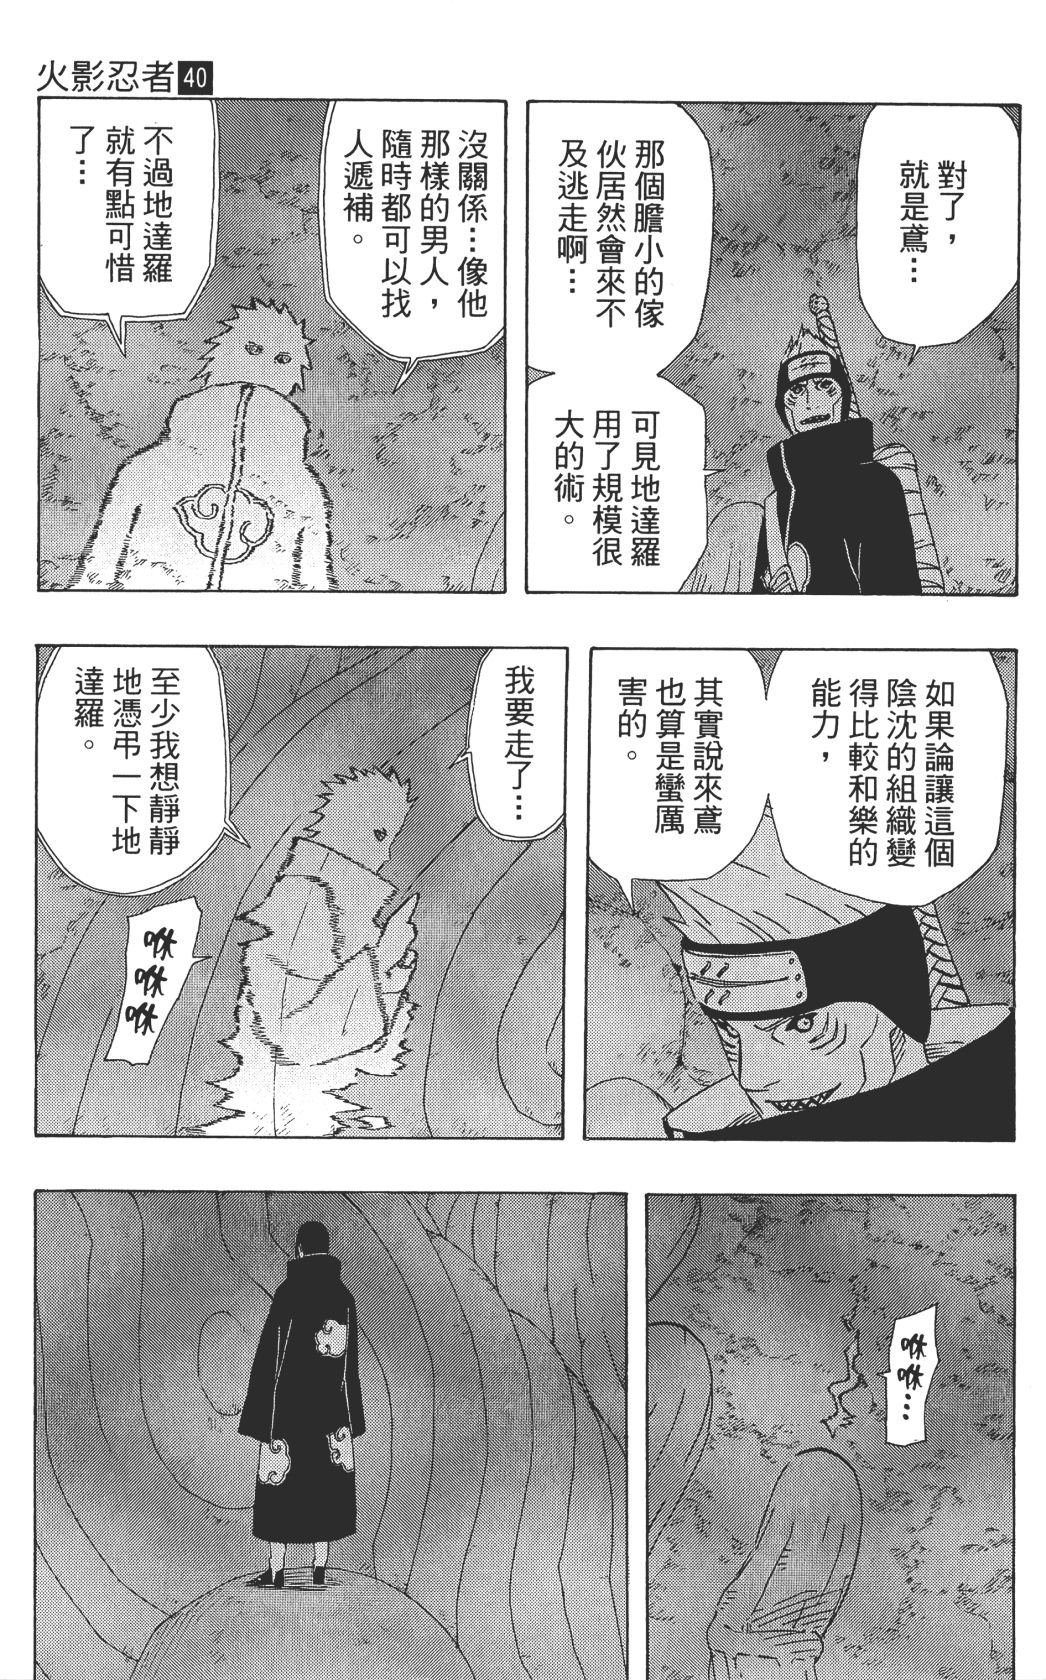 火影忍者40
對了，
就是鳶…
那個膽小的傢
伙居然會來不
及逃走啊…
可見地達羅
用了規模很
大的術。
沒關係…像他
那樣的男人，
隨時都可以找
人遞補。
不過地達羅
就有點可惜
了…
如果論讓這個
陰沈的組織變
得比較和樂的
能力，
其實說來鳶
也算是蠻厲
害的。
我要走了…
至少我想靜靜
地憑弔一下地
達羅。
咻咻咻
咻咻…